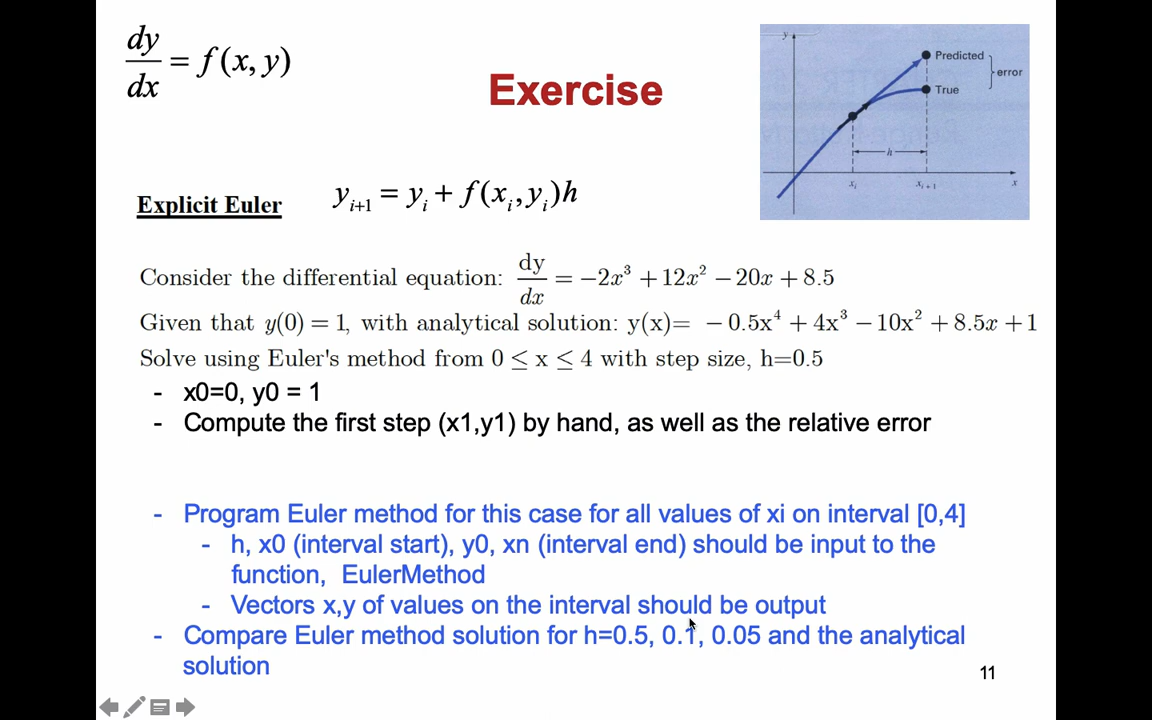 dy/dx = f(x, y)
Exercise
y
Predicted
error
True
h
xᵢ
xᵢ₊₁
x
Explicit Euler
yᵢ₊₁ = yᵢ + f(xᵢ,yᵢ)h
Consider the differential equation: dy/dx = −2x³ + 12x² − 20x + 8.5
Given that y(0) = 1, with analytical solution: y(x)= − 0.5x⁴ + 4x³ − 10x² + 8.5x + 1
Solve using Euler's method from 0 ≤ x ≤ 4 with step size, h=0.5
- x0=0, y0 = 1
- Compute the first step (x1,y1) by hand, as well as the relative error
- Program Euler method for this case for all values of xi on interval [0,4]
- h, x0 (interval start), y0, xn (interval end) should be input to the
function, EulerMethod
- Vectors x,y of values on the interval should be output
- Compare Euler method solution for h=0.5, 0.1, 0.05 and the analytical
solution
11